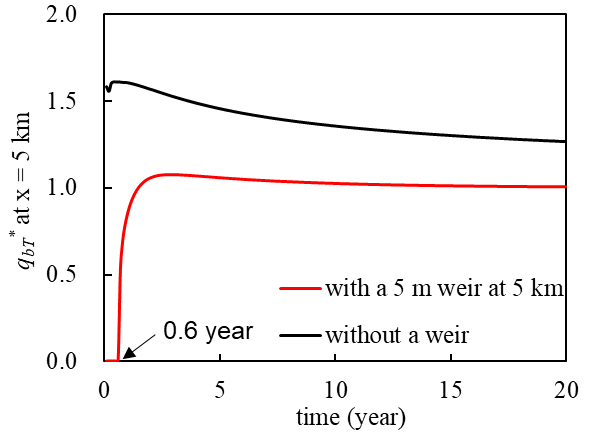 2.0
1.5
1.0
0.5
0.0
q_bT* at x = 5 km
with a 5 m weir at 5 km
without a weir
0.6 year
0 5 10 15 20
time (year)